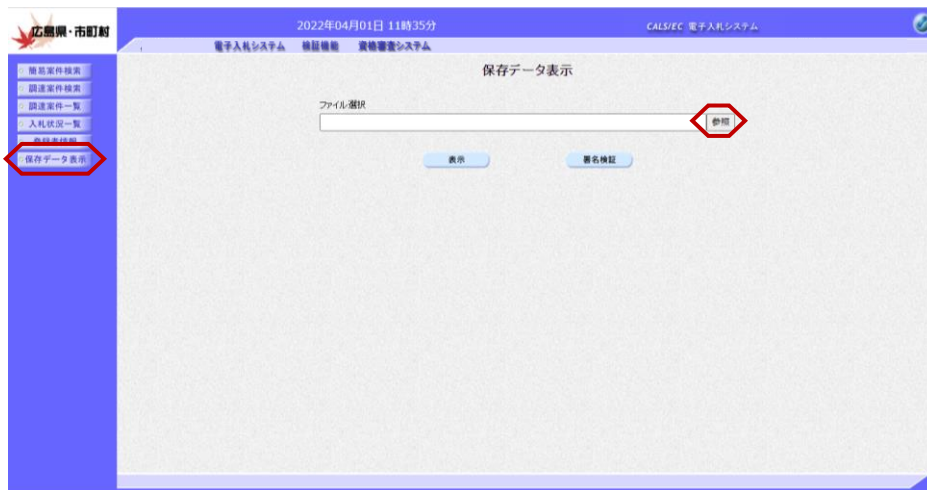 広島県・市町村
2022年04月01日 11時35分
CALS/EC 電子入札システム
電子入札システム 検証機能 資格審査システム
簡易案件検索
調達案件検索
調達案件一覧
入札状況一覧
登録者情報
保存データ表示
保存データ表示
ファイル選択
参照
表示
署名検証